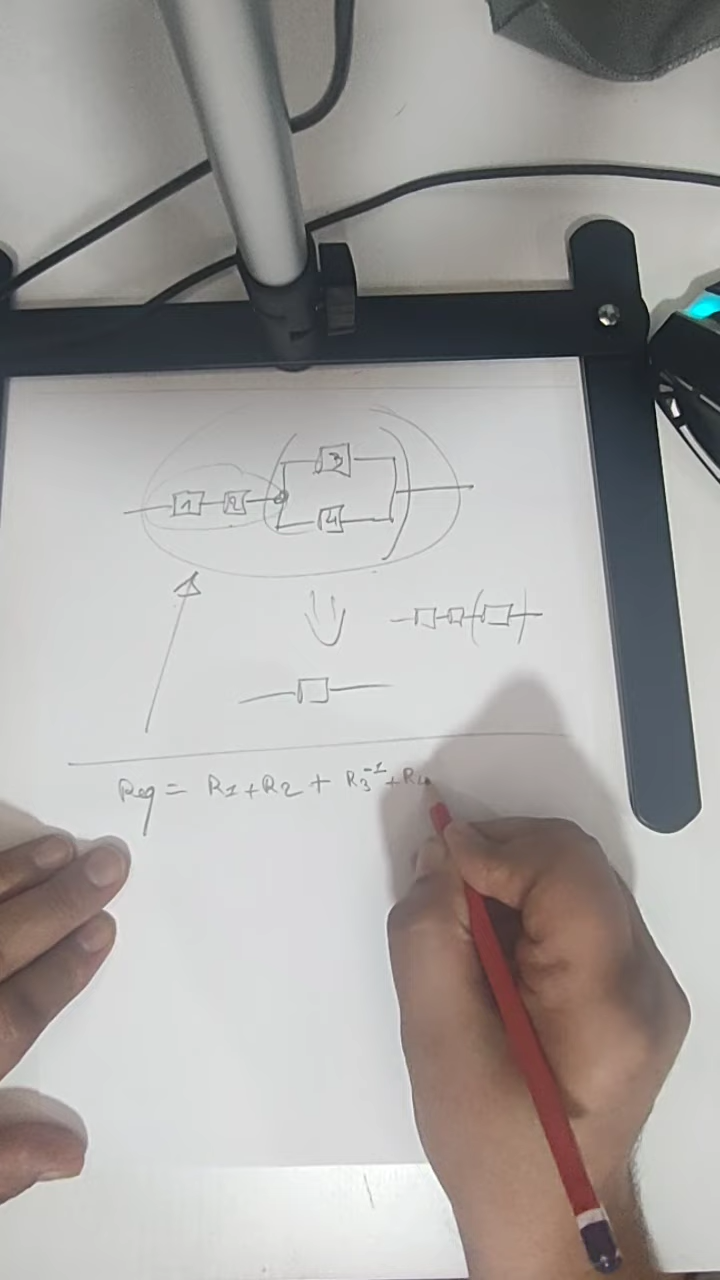 3
1 2
4
Req = R1 + R2 + R3⁻¹ + R4